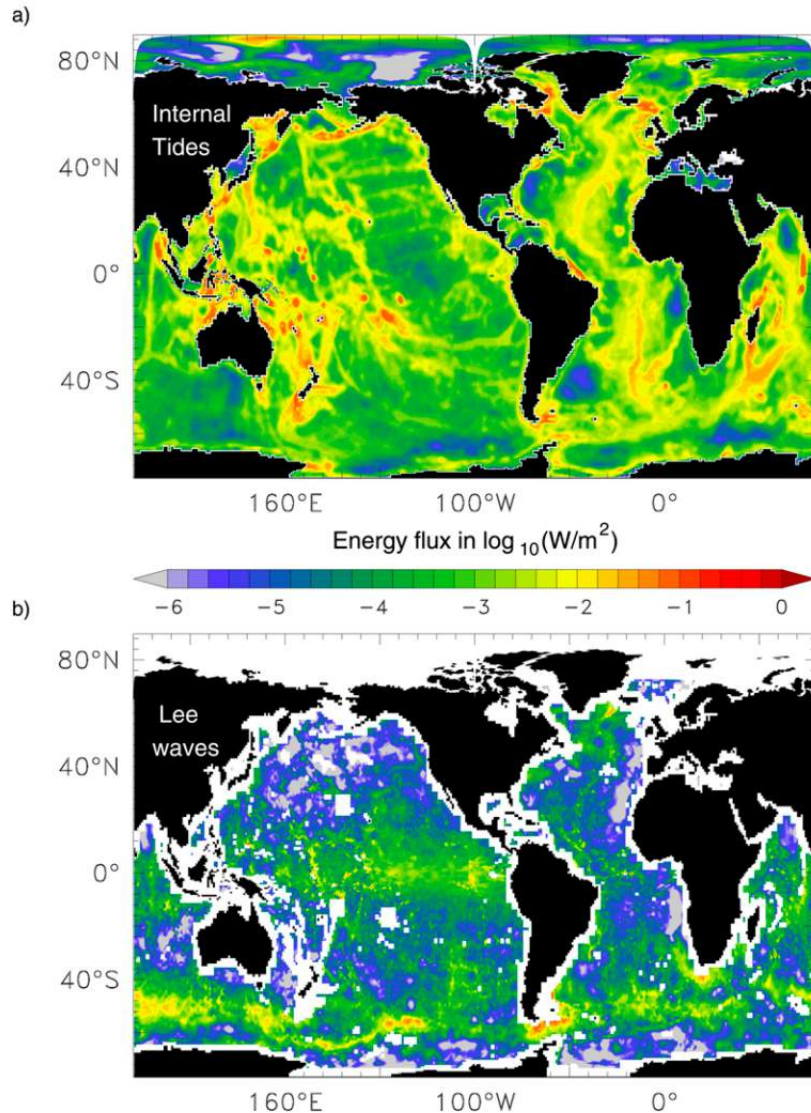 a)
80°N
Internal
Tides
40°N
0°
40°S
160°E 100°W 0°
Energy flux in log₁₀(W/m²)
−6 −5 −4 −3 −2 −1 0
b)
80°N
Lee
waves
40°N
0°
40°S
160°E 100°W 0°